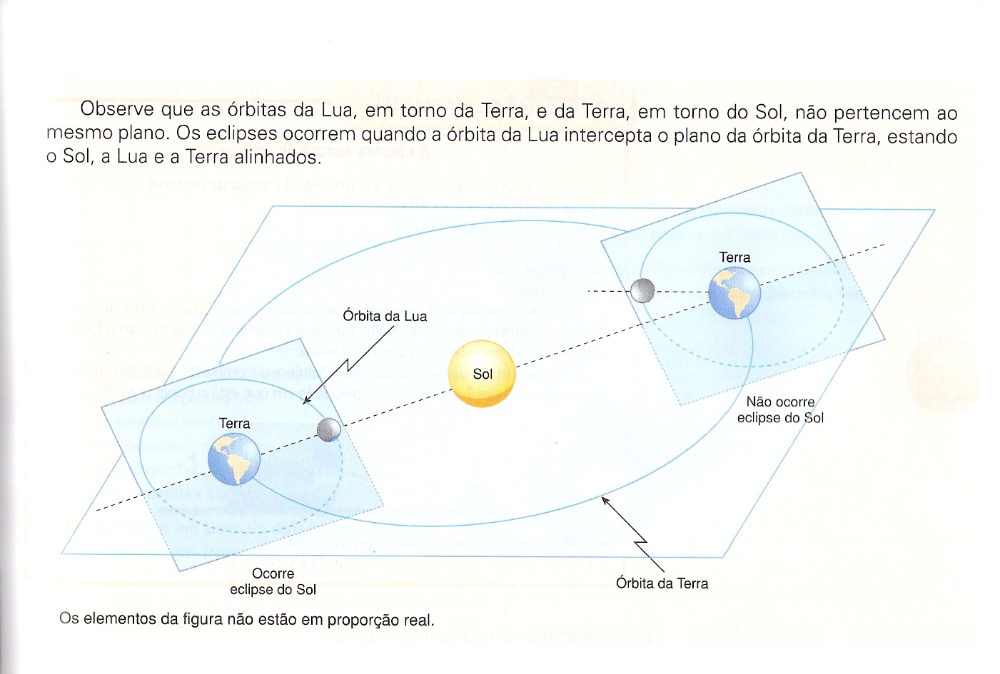 Observe que as órbitas da Lua, em torno da Terra, e da Terra, em torno do Sol, não pertencem ao
mesmo plano. Os eclipses ocorrem quando a órbita da Lua intercepta o plano da órbita da Terra, estando
o Sol, a Lua e a Terra alinhados.
Terra
Órbita da Lua
Sol
Não ocorre
eclipse do Sol
Terra
Ocorre
eclipse do Sol
Órbita da Terra
Os elementos da figura não estão em proporção real.